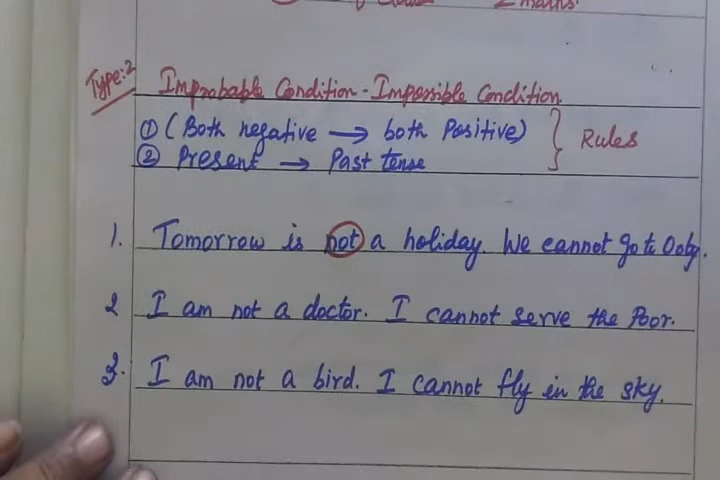 2 marks.
Type:2 Improbable Condition - Impossible Condition
① (Both negative → both Positive)
② Present → Past tense
Rules
1. Tomorrow is not a holiday. We cannot go to Ooty.
2 I am not a doctor. I cannot serve the Poor.
3. I am not a bird. I cannot fly in the sky.